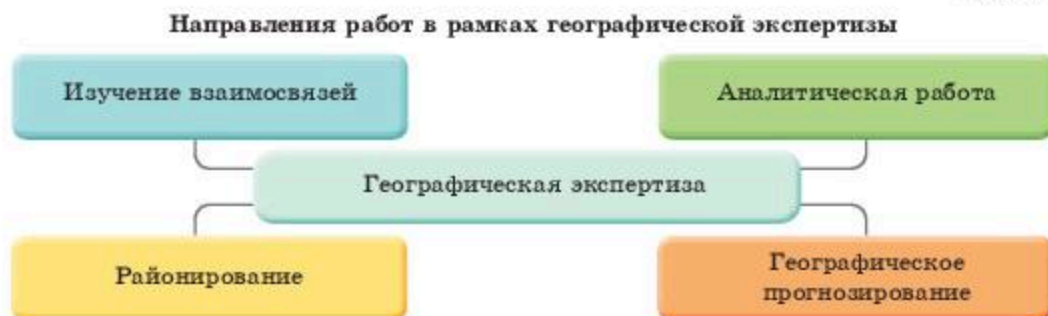 Направления работ в рамках географической экспертизы
Изучение взаимосвязей
Аналитическая работа
Географическая экспертиза
Районирование
Географическое
прогнозирование